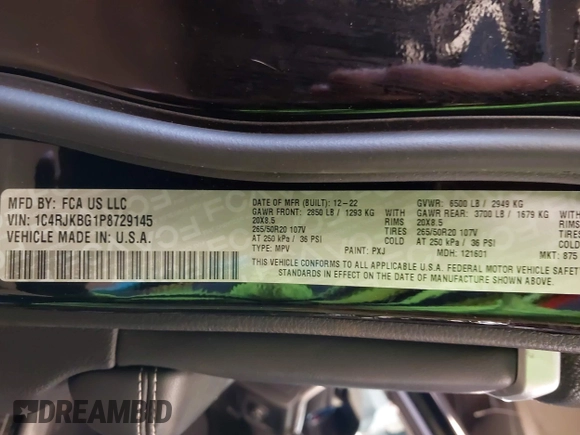 MFD BY: FCA US LLC
VIN: 1C4RJKBG1P8729145
VEHICLE MADE IN: U.S.A.
DATE OF MFR (BUILT): 12-22
GAWR FRONT: 2850 LB / 1293 KG WITH
20X8.5 RIMS
265/50R20 107V TIRES
AT 250 kPa / 36 PSI COLD
TYPE: MPV PAINT: PXJ
GVWR: 6500 LB / 2949 KG
GAWR REAR: 3700 LB / 1679 KG WITH
20X8.5 RIMS
265/50R20 107V TIRES
AT 250 kPa / 36 PSI COLD
MDH: 121601 MKT: 875
THIS VEHICLE CONFORMS TO ALL APPLICABLE U.S.A. FEDERAL MOTOR VEHICLE SAFETY
STANDARDS IN EFFECT ON THE DATE OF MANUFACTURE SHOWN ABOVE.
DREAMBID